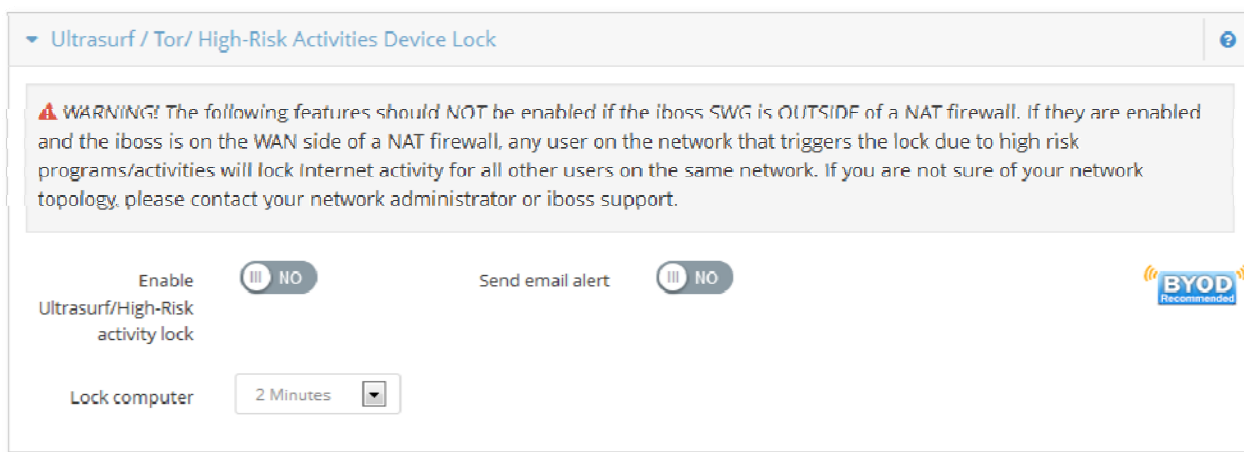 Ultrasurf / Tor/ High-Risk Activities Device Lock
WARNING! The following features should NOT be enabled if the iboss SWG is OUTSIDE of a NAT firewall. If they are enabled
and the iboss is on the WAN side of a NAT firewall, any user on the network that triggers the lock due to high risk
programs/activities will lock Internet activity for all other users on the same network. If you are not sure of your network
topology, please contact your network administrator or iboss support.
Enable
Ultrasurf/High-Risk
activity lock
NO
Send email alert
NO
BYOD
Recommended
Lock computer
2 Minutes